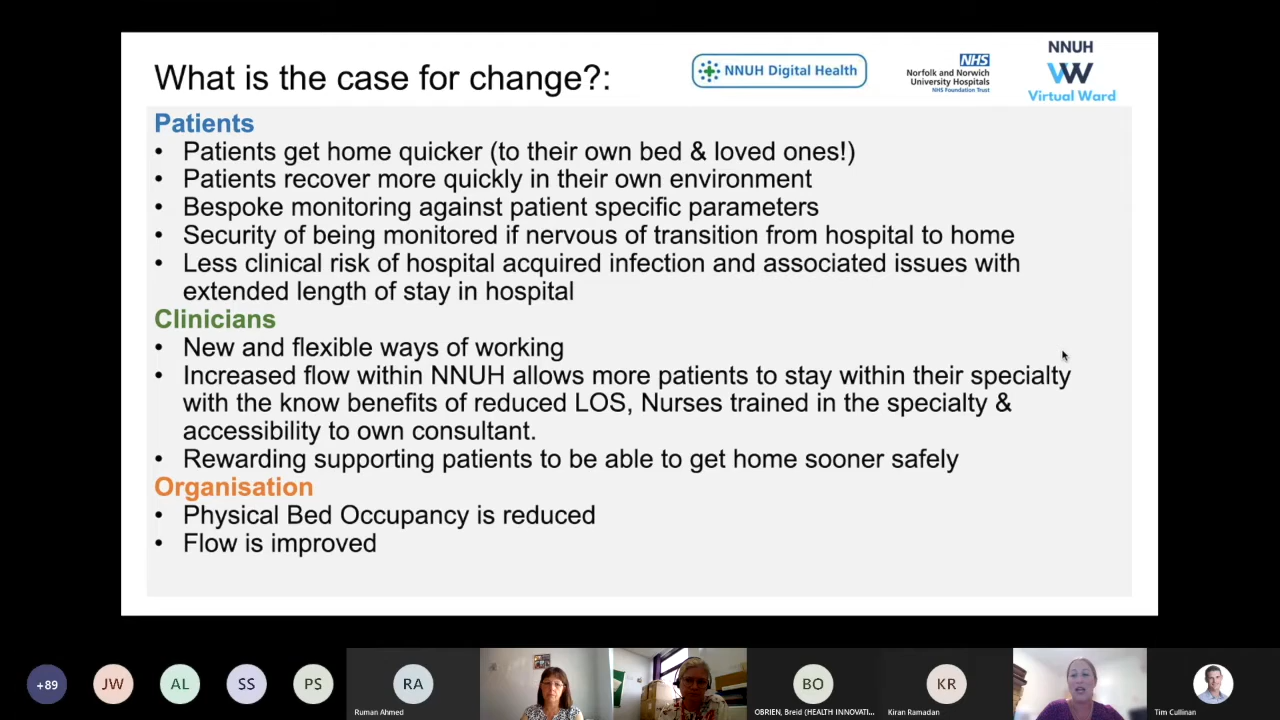 What is the case for change?:
NNUH Digital Health
NHS
Norfolk and Norwich
University Hospitals
NHS Foundation Trust
NNUH
VW
Virtual Ward
Patients
• Patients get home quicker (to their own bed & loved ones!)
• Patients recover more quickly in their own environment
• Bespoke monitoring against patient specific parameters
• Security of being monitored if nervous of transition from hospital to home
• Less clinical risk of hospital acquired infection and associated issues with
extended length of stay in hospital
Clinicians
• New and flexible ways of working
• Increased flow within NNUH allows more patients to stay within their specialty
with the know benefits of reduced LOS, Nurses trained in the specialty &
accessibility to own consultant.
• Rewarding supporting patients to be able to get home sooner safely
Organisation
• Physical Bed Occupancy is reduced
• Flow is improved
+89
JW
AL
SS
PS
RA
BO
KR
Ruman Ahmed
OBRIEN, Breid (HEALTH INNOVATI...
Kiran Ramadan
Tim Cullinan